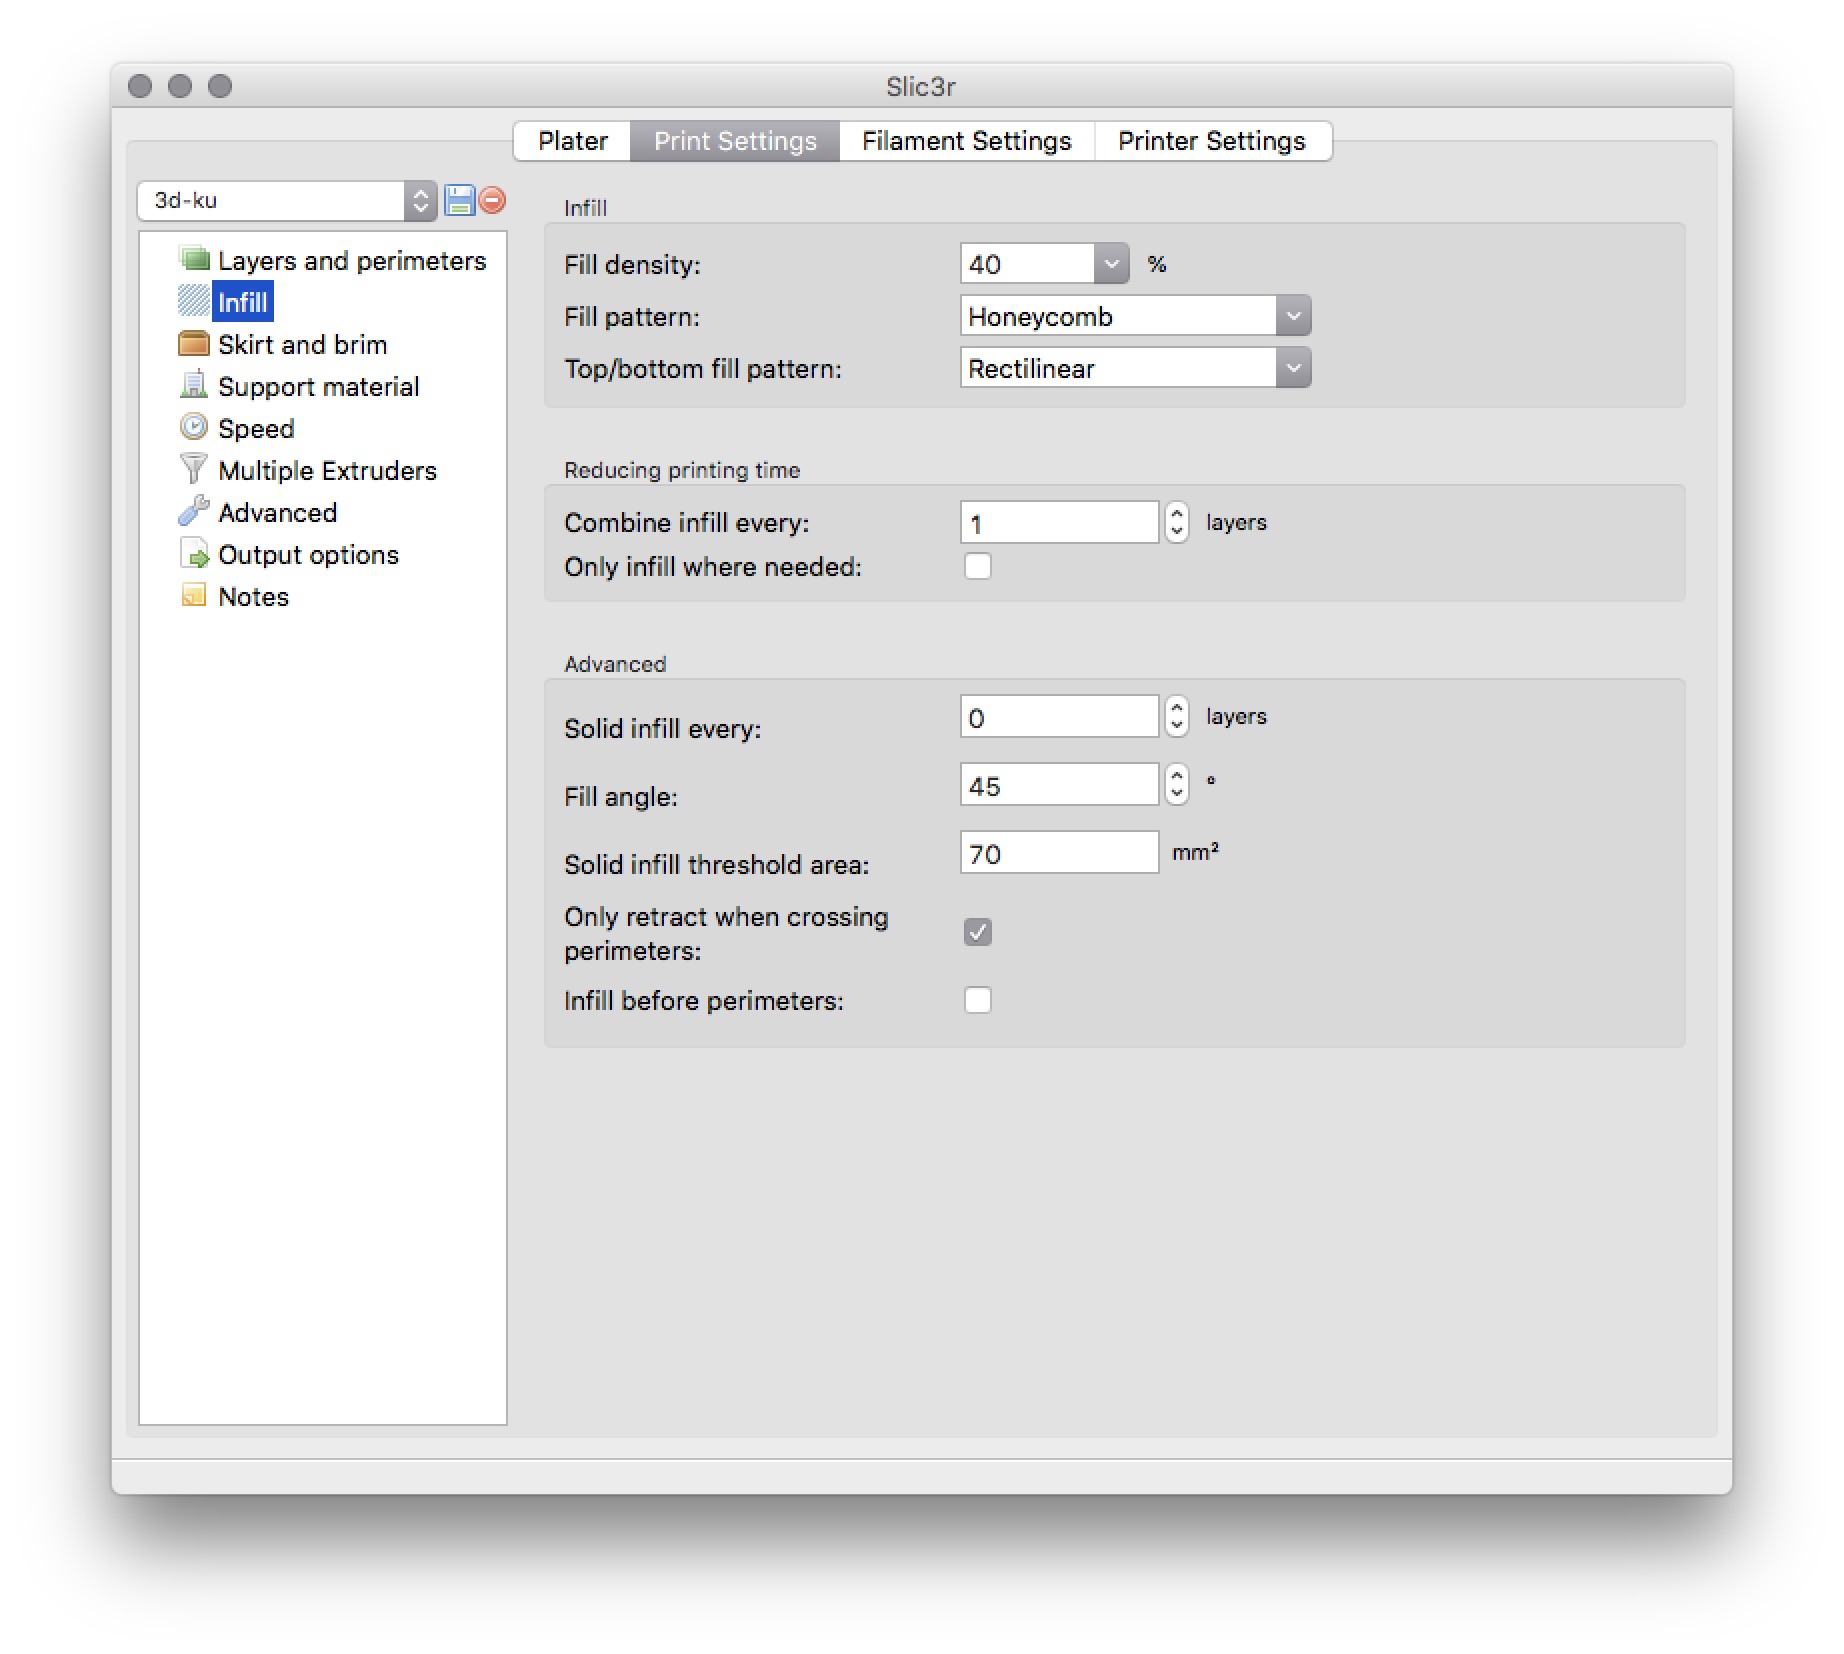 Slic3r
Plater Print Settings Filament Settings Printer Settings
3d-ku
Layers and perimeters
Infill
Skirt and brim
Support material
Speed
Multiple Extruders
Advanced
Output options
Notes
Infill
Fill density: 40 %
Fill pattern: Honeycomb
Top/bottom fill pattern: Rectilinear
Reducing printing time
Combine infill every: 1 layers
Only infill where needed:
Advanced
Solid infill every: 0 layers
Fill angle: 45 °
Solid infill threshold area: 70 mm²
Only retract when crossing
perimeters:
Infill before perimeters: